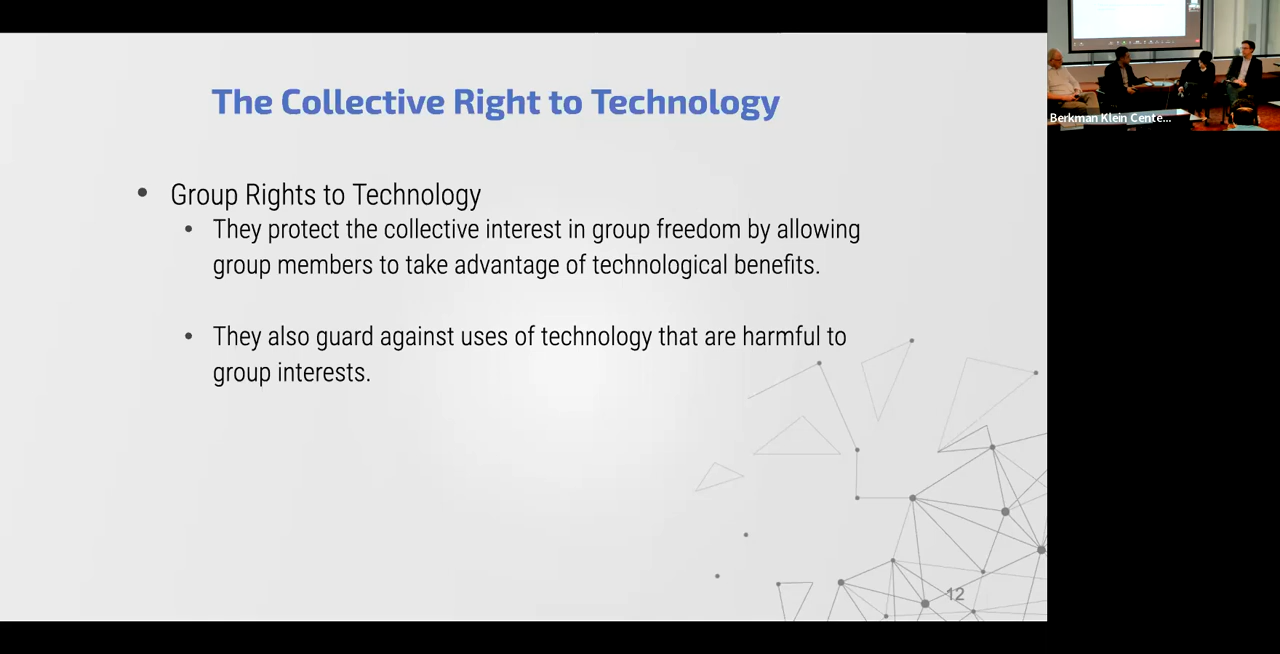 The Collective Right to Technology
• Group Rights to Technology
• They protect the collective interest in group freedom by allowing
group members to take advantage of technological benefits.
• They also guard against uses of technology that are harmful to
group interests.
12
Berkman Klein Cente...